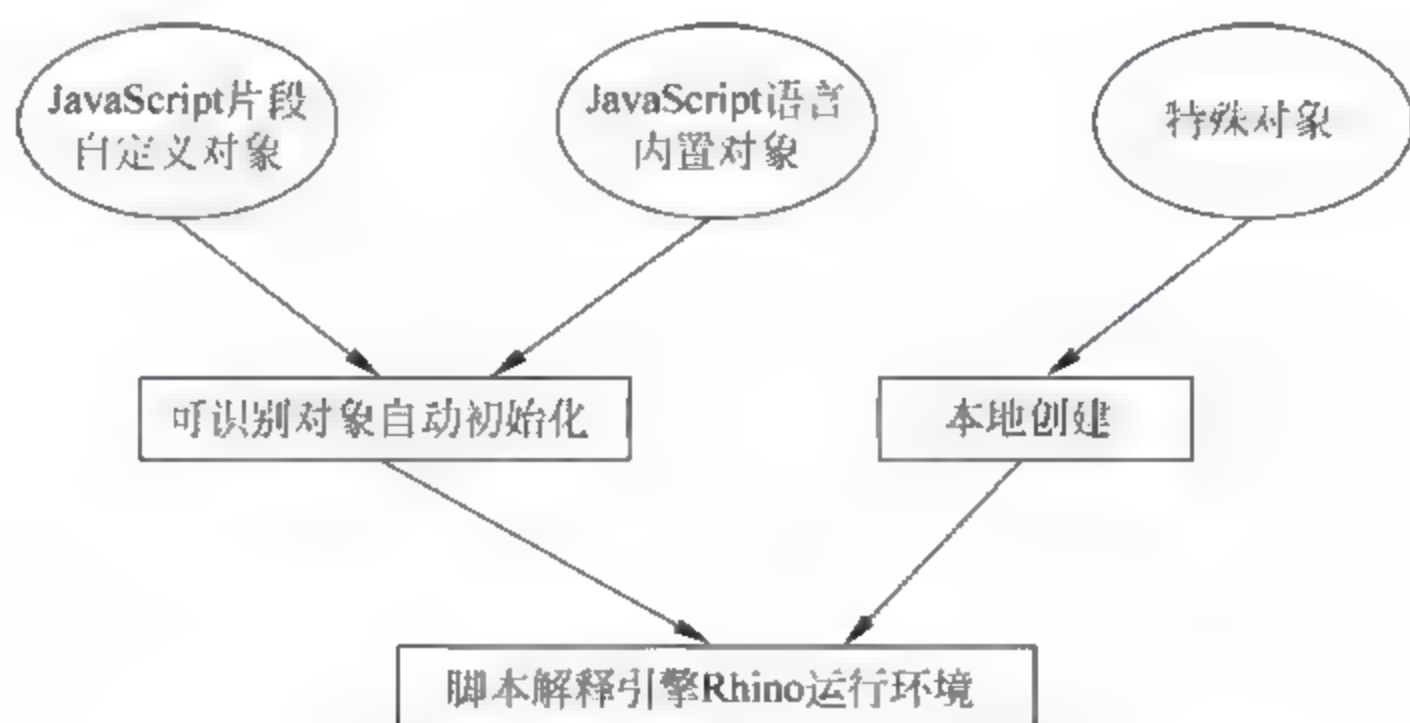 JavaScript片段
自定义对象
JavaScript语言
内置对象
特殊对象
可识别对象自动初始化
本地创建
脚本解释引擎Rhino运行环境